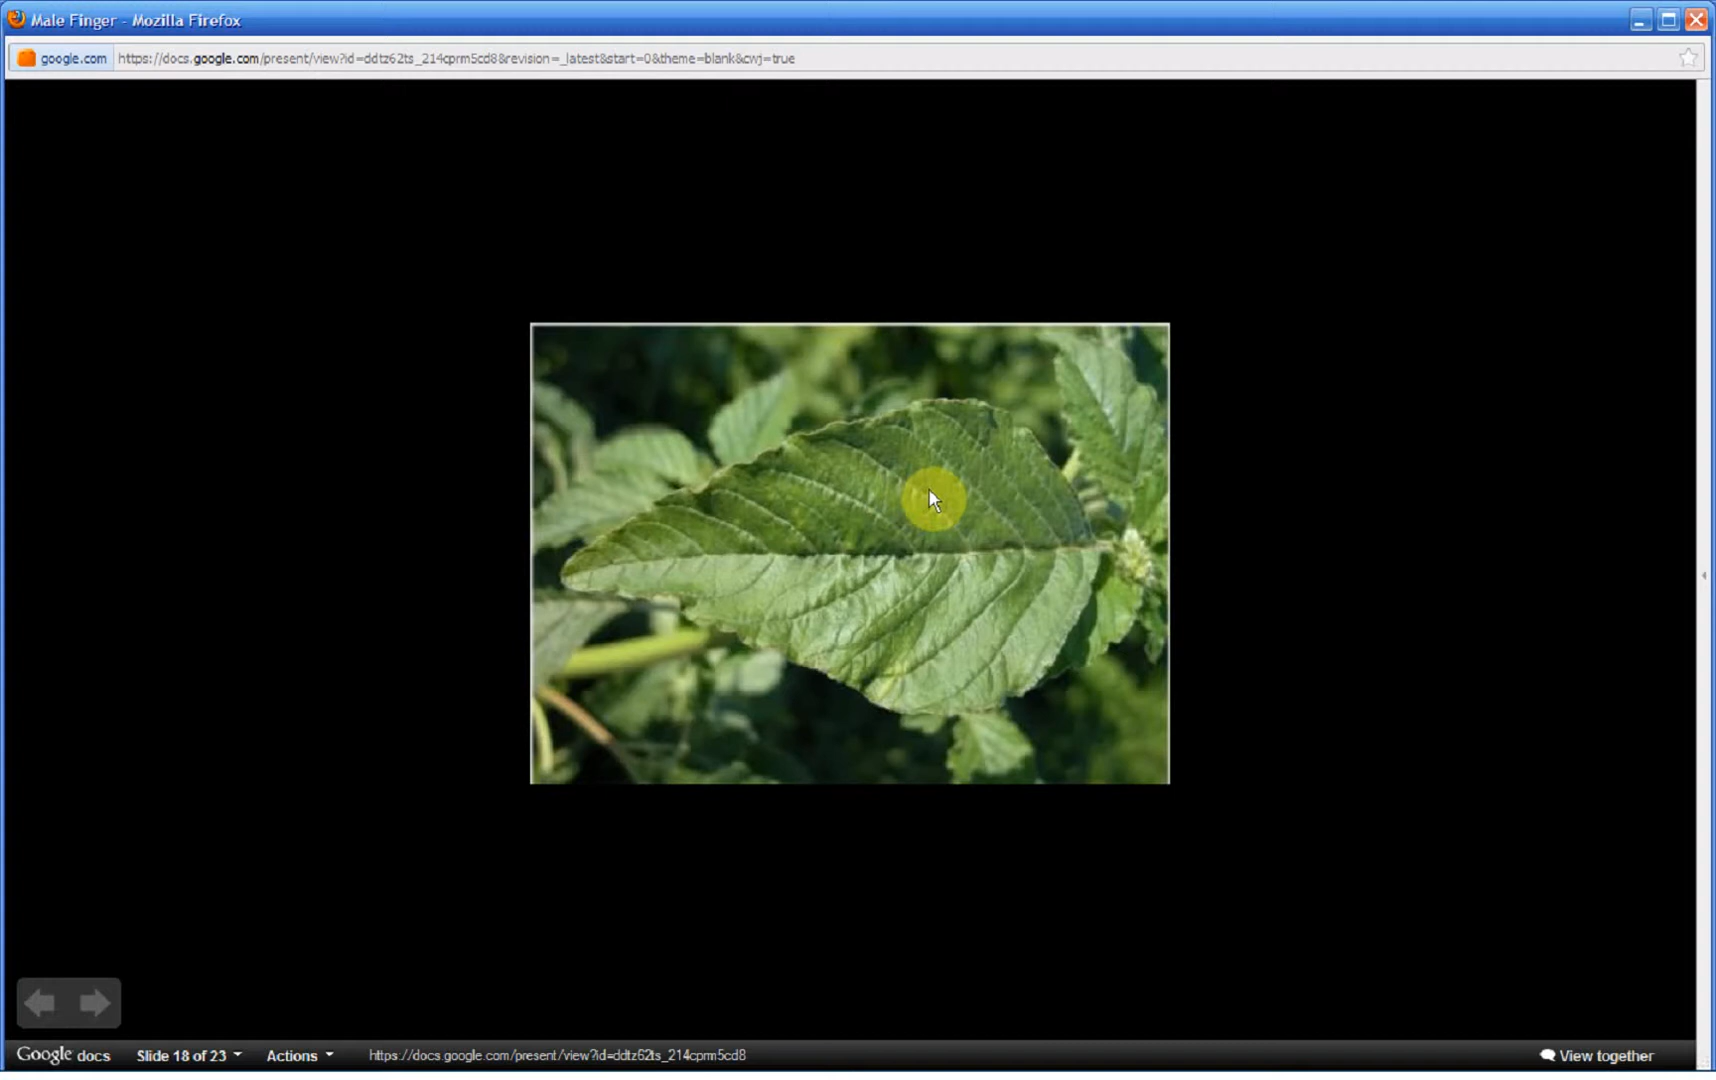 Male Finger - Mozilla Firefox
google.com https://docs.google.com/present/view?id=ddtz62ts_214cprm5cd8&revision=_latest&start=0&theme=blank&cwj=true
Google docs Slide 18 of 23 Actions https://docs.google.com/present/view?id=ddtz62ts_214cprm5cd8 View together